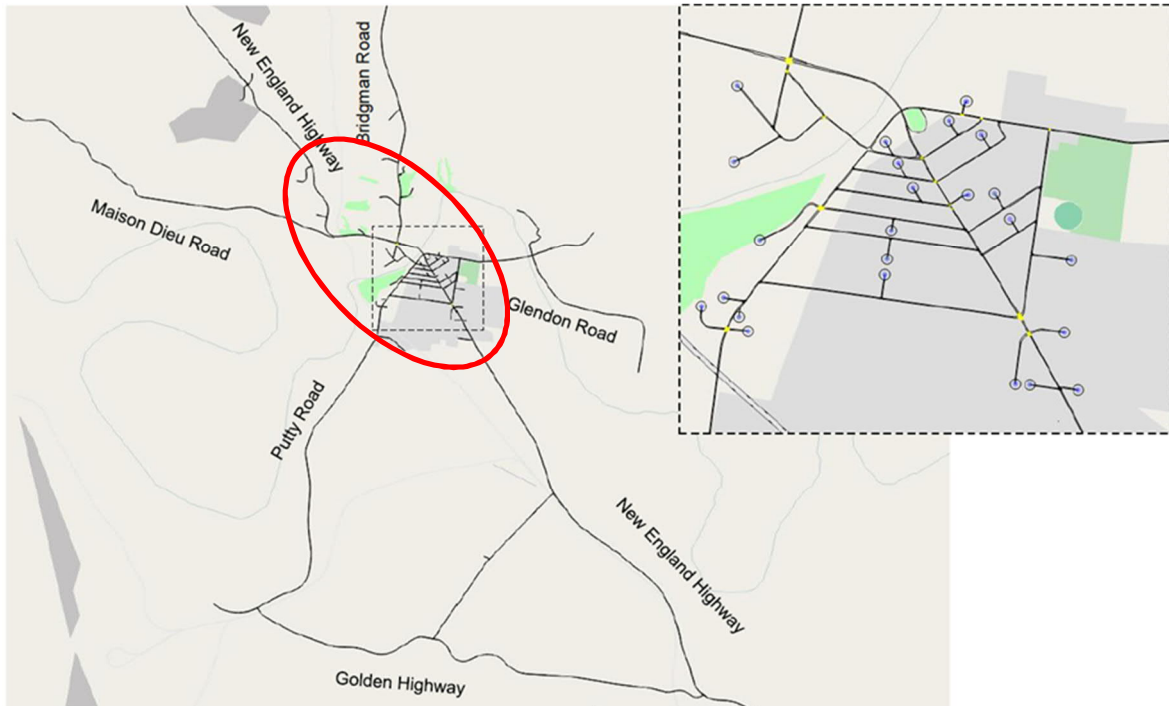 New England Highway
Bridgman Road
Maison Dieu Road
Glendon Road
Putty Road
New England Highway
Golden Highway